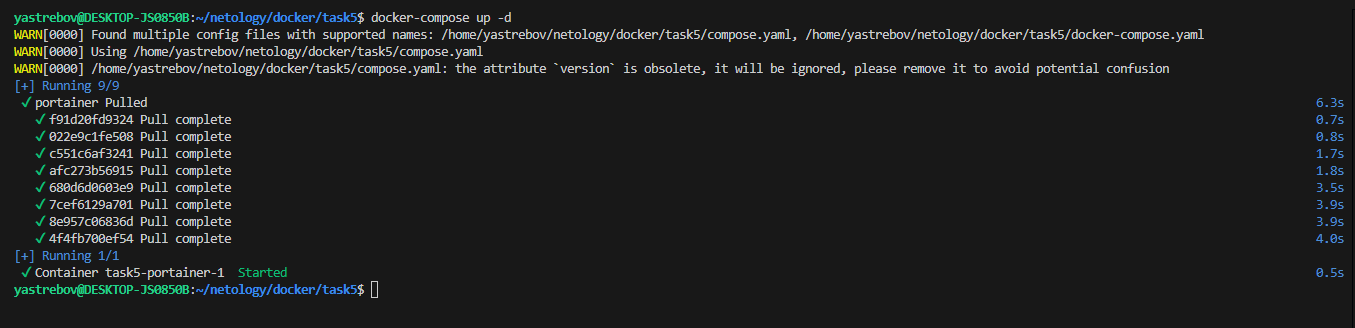 yastrebov@DESKTOP-JS0850B:~/netology/docker/task5$ docker-compose up -d
WARN[0000] Found multiple config files with supported names: /home/yastrebov/netology/docker/task5/compose.yaml, /home/yastrebov/netology/docker/task5/docker-compose.yaml
WARN[0000] Using /home/yastrebov/netology/docker/task5/compose.yaml
WARN[0000] /home/yastrebov/netology/docker/task5/compose.yaml: the attribute `version` is obsolete, it will be ignored, please remove it to avoid potential confusion
[+] Running 9/9
✔ portainer Pulled 6.3s
✔ f91d20fd9324 Pull complete 0.7s
✔ 022e9c1fe508 Pull complete 0.8s
✔ c551c6af3241 Pull complete 1.7s
✔ afc273b56915 Pull complete 1.8s
✔ 680d6d0603e9 Pull complete 3.5s
✔ 7cef6129a701 Pull complete 3.9s
✔ 8e957c06836d Pull complete 3.9s
✔ 4f4fb700ef54 Pull complete 4.0s
[+] Running 1/1
✔ Container task5-portainer-1 Started 0.5s
yastrebov@DESKTOP-JS0850B:~/netology/docker/task5$